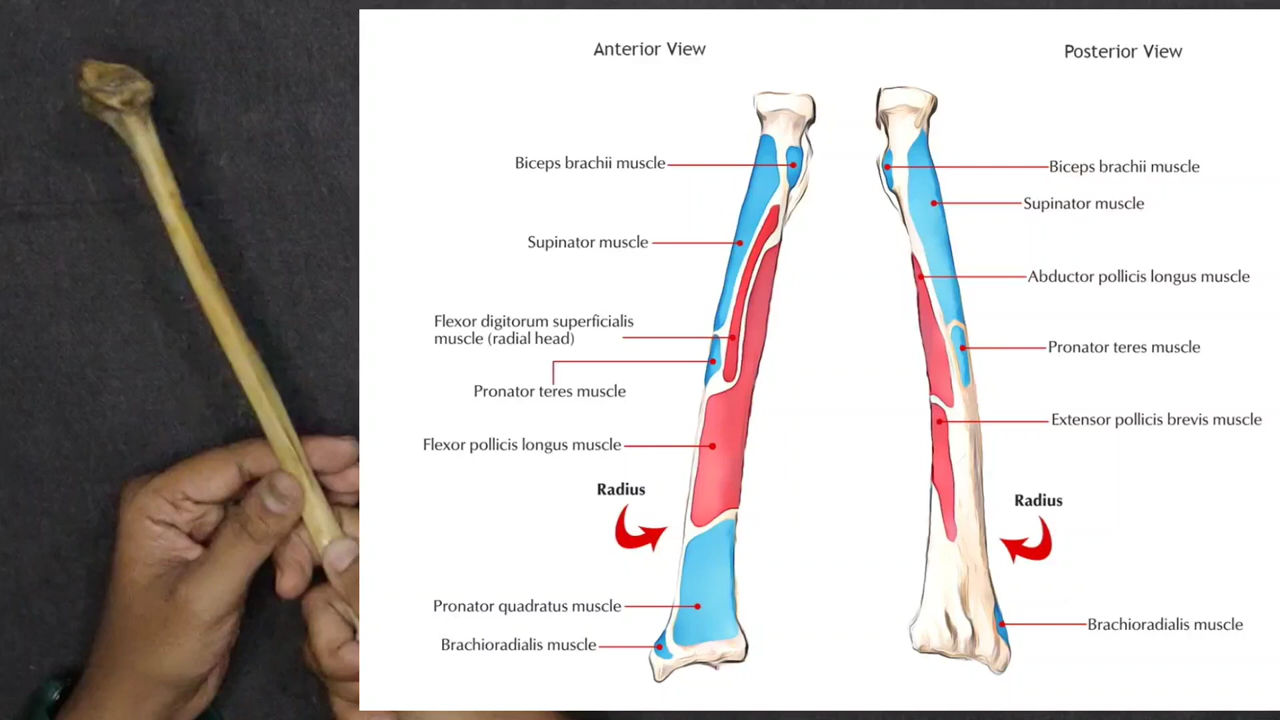 Anterior View
Biceps brachii muscle
Supinator muscle
Flexor digitorum superficialis
muscle (radial head)
Pronator teres muscle
Flexor pollicis longus muscle
Radius
Pronator quadratus muscle
Brachioradialis muscle
Posterior View
Biceps brachii muscle
Supinator muscle
Abductor pollicis longus muscle
Pronator teres muscle
Extensor pollicis brevis muscle
Radius
Brachioradialis muscle